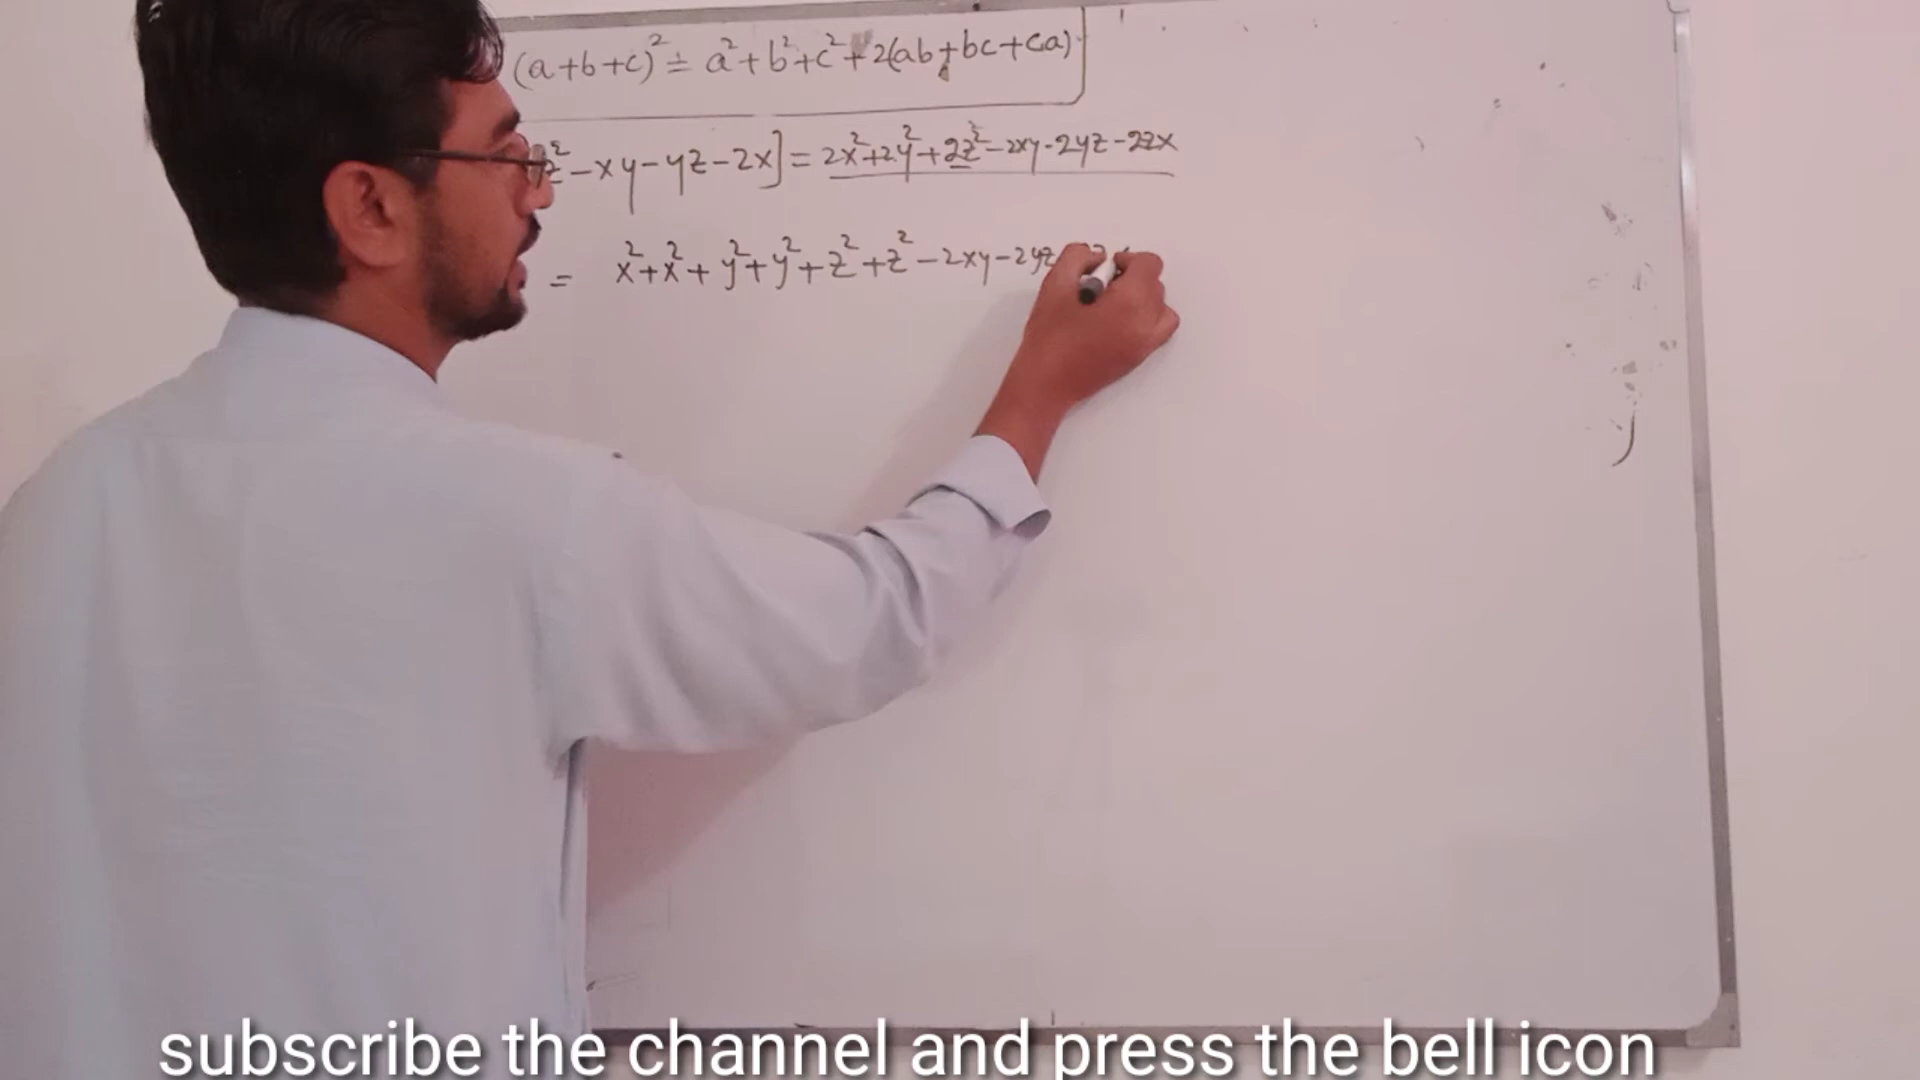 (a+b+c)² = a²+b²+c²+2(ab+bc+ca)
z²-xy-yz-2x] = 2x²+2y²+2z²-2xy-2yz-2zx
= x²+x²+y²+y²+z²+z²-2xy-2yz
subscribe the channel and press the bell icon